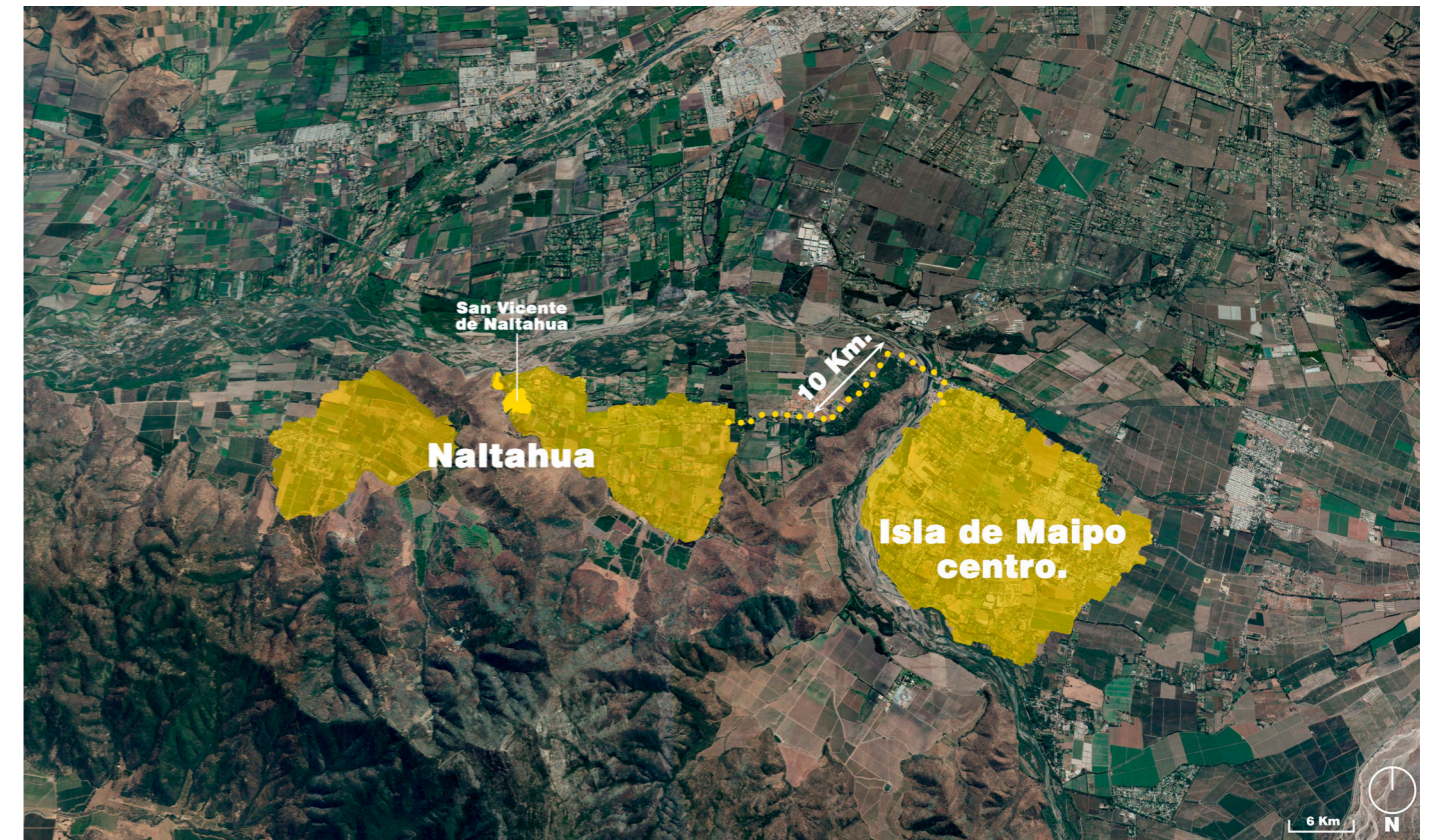 San Vicente
de Naltahua
10 Km.
Naltahua
Isla de Maipo
centro.
6 Km
N